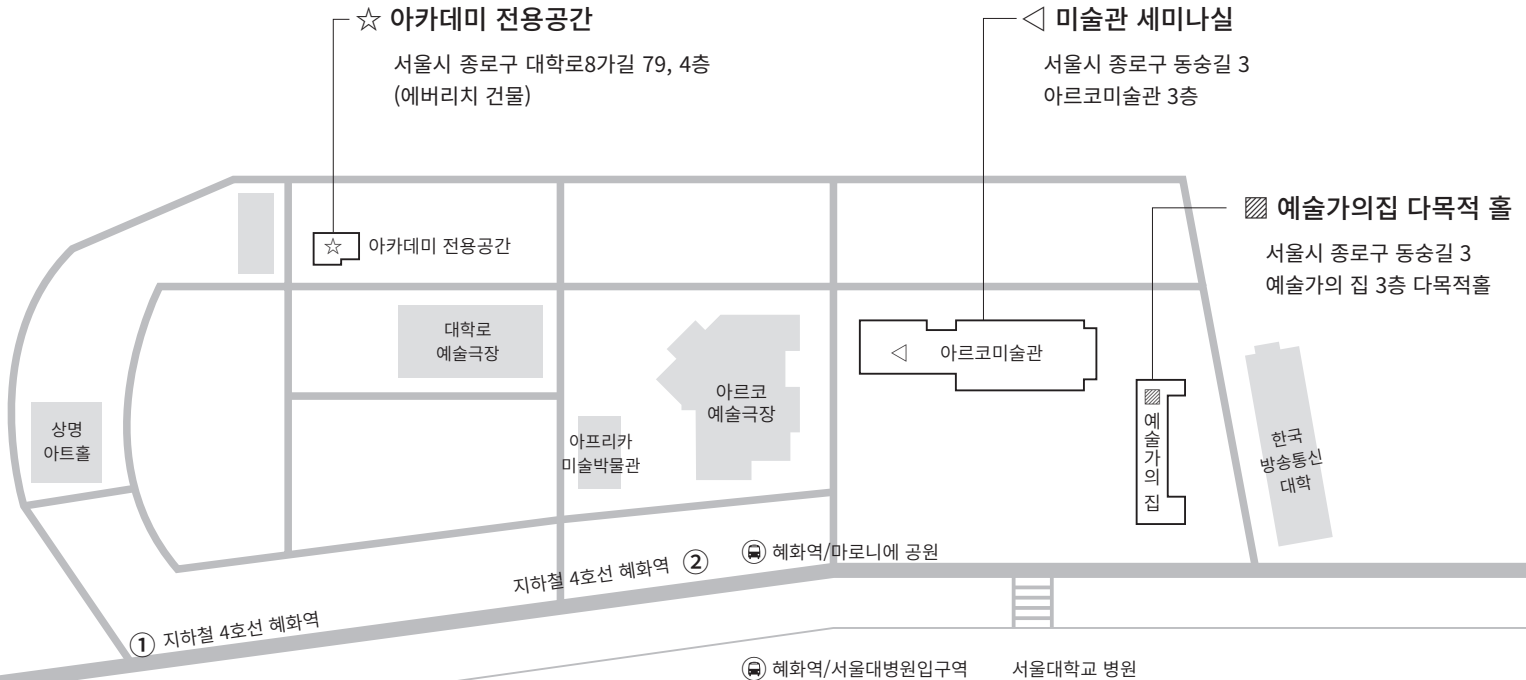 ☆ 아카데미 전용공간
서울시 종로구 대학로8가길 79, 4층
(에버리치 건물)
◁ 미술관 세미나실
서울시 종로구 동숭길 3
아르코미술관 3층
▨ 예술가의집 다목적 홀
서울시 종로구 동숭길 3
예술가의 집 3층 다목적홀
☆ 아카데미 전용공간
대학로
예술극장
◁ 아르코미술관
아르코
예술극장
▨ 예술가의 집
상명
아트홀
아프리카
미술박물관
한국
방송통신
대학
혜화역/마로니에 공원
지하철 4호선 혜화역 ②
① 지하철 4호선 혜화역
혜화역/서울대병원입구역
서울대학교 병원